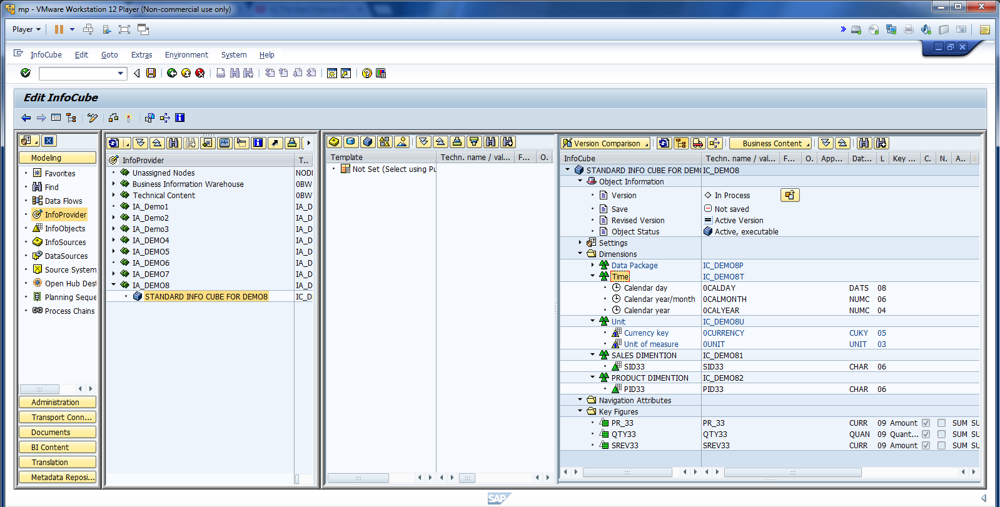 mp - VMware Workstation 12 Player (Non-commercial use only)
Player
InfoCube Edit Goto Extras Environment System Help
Edit InfoCube
Modeling
Favorites
Find
Data Flows
InfoProvider
InfoObjects
InfoSources
DataSources
Source System
Open Hub Dest
Planning Seque
Process Chains
Administration
Transport Conn...
Documents
BI Content
Translation
Metadata Reposi...
InfoProvider T..
Unassigned Nodes NODE
Business Information Warehouse 0BW
Technical Content 0BW
IA_Demo1 IA_D
IA_Demo2 IA_D
IA_Demo3 IA_D
IA_DEMO4 IA_D
IA_DEMO5 IA_D
IA_DEMO6 IA_D
IA_DEMO7 IA_D
IA_DEMO8 IA_D
STANDARD INFO CUBE FOR DEMO8 IC_D
Template Techn. name / val... F... O.
Not Set (Select using Pu
Version Comparison Business Content
InfoCube Techn. name / val... F... O. App... Dat... L Key ... C. N. A..
STANDARD INFO CUBE FOR DEM IC_DEMO8
Object Information
Version In Process
Save Not saved
Revised Version Active Version
Object Status Active, executable
Settings
Dimensions
Data Package IC_DEMO8P
Time IC_DEMO8T
Calendar day 0CALDAY DATS 08
Calendar year/month 0CALMONTH NUMC 06
Calendar year 0CALYEAR NUMC 04
Unit IC_DEMO8U
Currency key 0CURRENCY CUKY 05
Unit of measure 0UNIT UNIT 03
SALES DIMENTION IC_DEMO81
SID33 SID33 CHAR 06
PRODUCT DIMENTION IC_DEMO82
PID33 PID33 CHAR 06
Navigation Attributes
Key Figures
PR_33 PR_33 CURR 09 Amount SUM SU
QTY33 QTY33 QUAN 09 Quant... SUM SU
SREV33 SREV33 CURR 09 Amount SUM SU
SAP